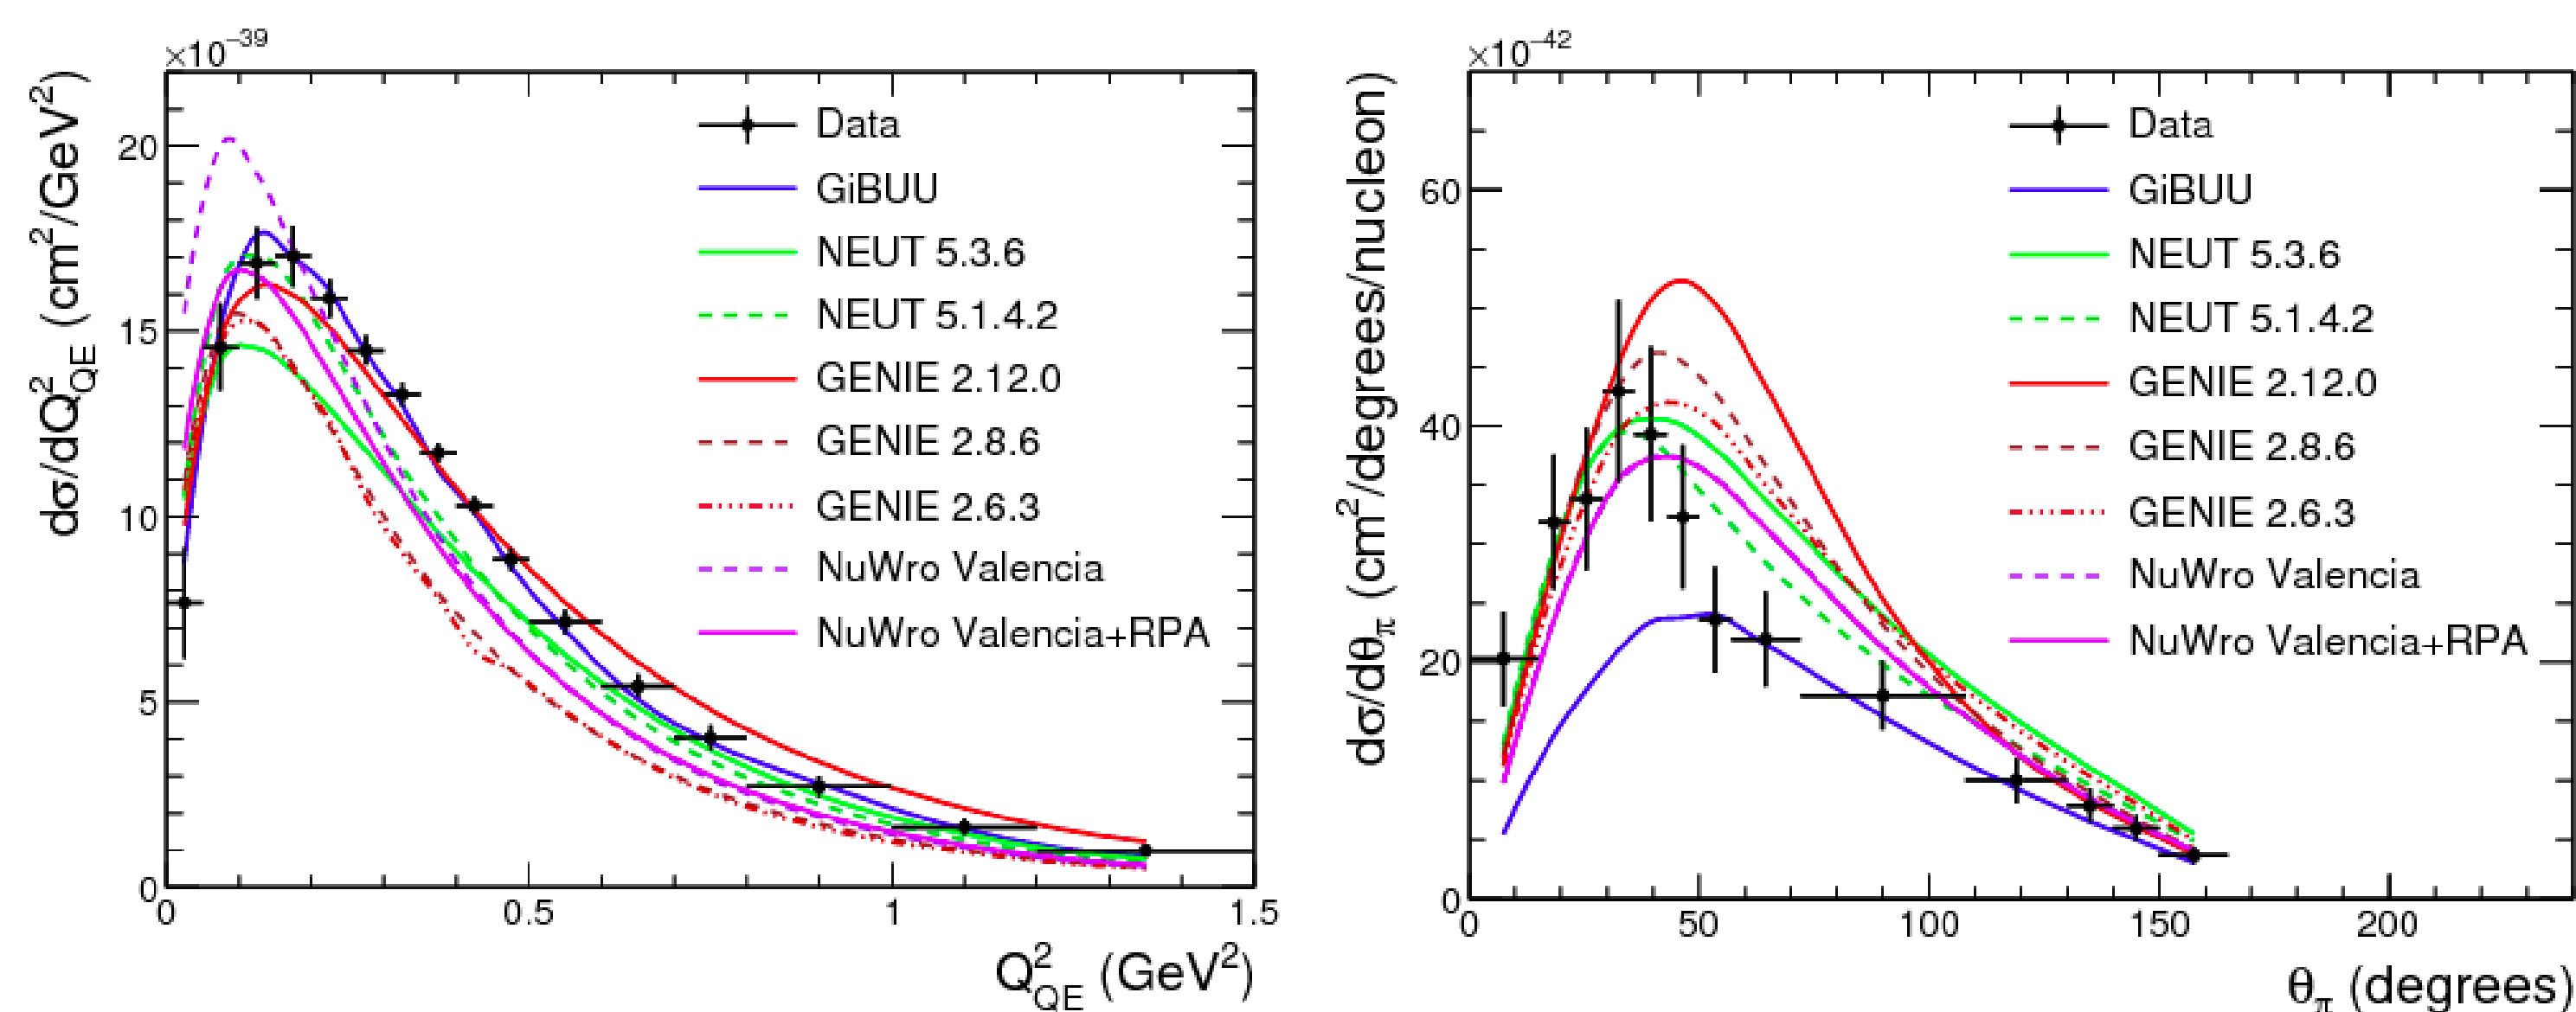 ×10⁻³⁹
dσ/dQ²_QE (cm²/GeV²)
20
15
10
5
0
0 0.5 1 1.5
Q²_QE (GeV²)
Data
GiBUU
NEUT 5.3.6
NEUT 5.1.4.2
GENIE 2.12.0
GENIE 2.8.6
GENIE 2.6.3
NuWro Valencia
NuWro Valencia+RPA
×10⁻⁴²
dσ/dθ_π (cm²/degrees/nucleon)
60
40
20
0
0 50 100 150 200
θ_π (degrees)
Data
GiBUU
NEUT 5.3.6
NEUT 5.1.4.2
GENIE 2.12.0
GENIE 2.8.6
GENIE 2.6.3
NuWro Valencia
NuWro Valencia+RPA